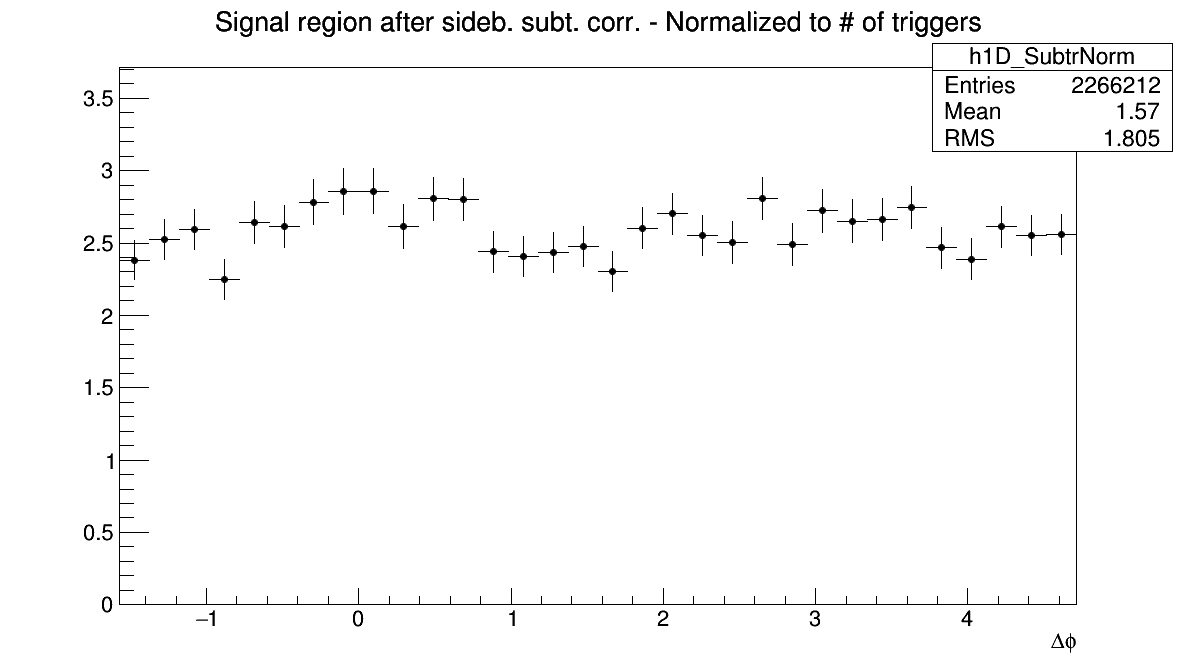 Signal region after sideb. subt. corr. - Normalized to # of triggers
h1D_SubtrNorm
Entries 2266212
Mean 1.57
RMS 1.805
3.5
3
2.5
2
1.5
1
0.5
0
−1 0 1 2 3 4
Δϕ